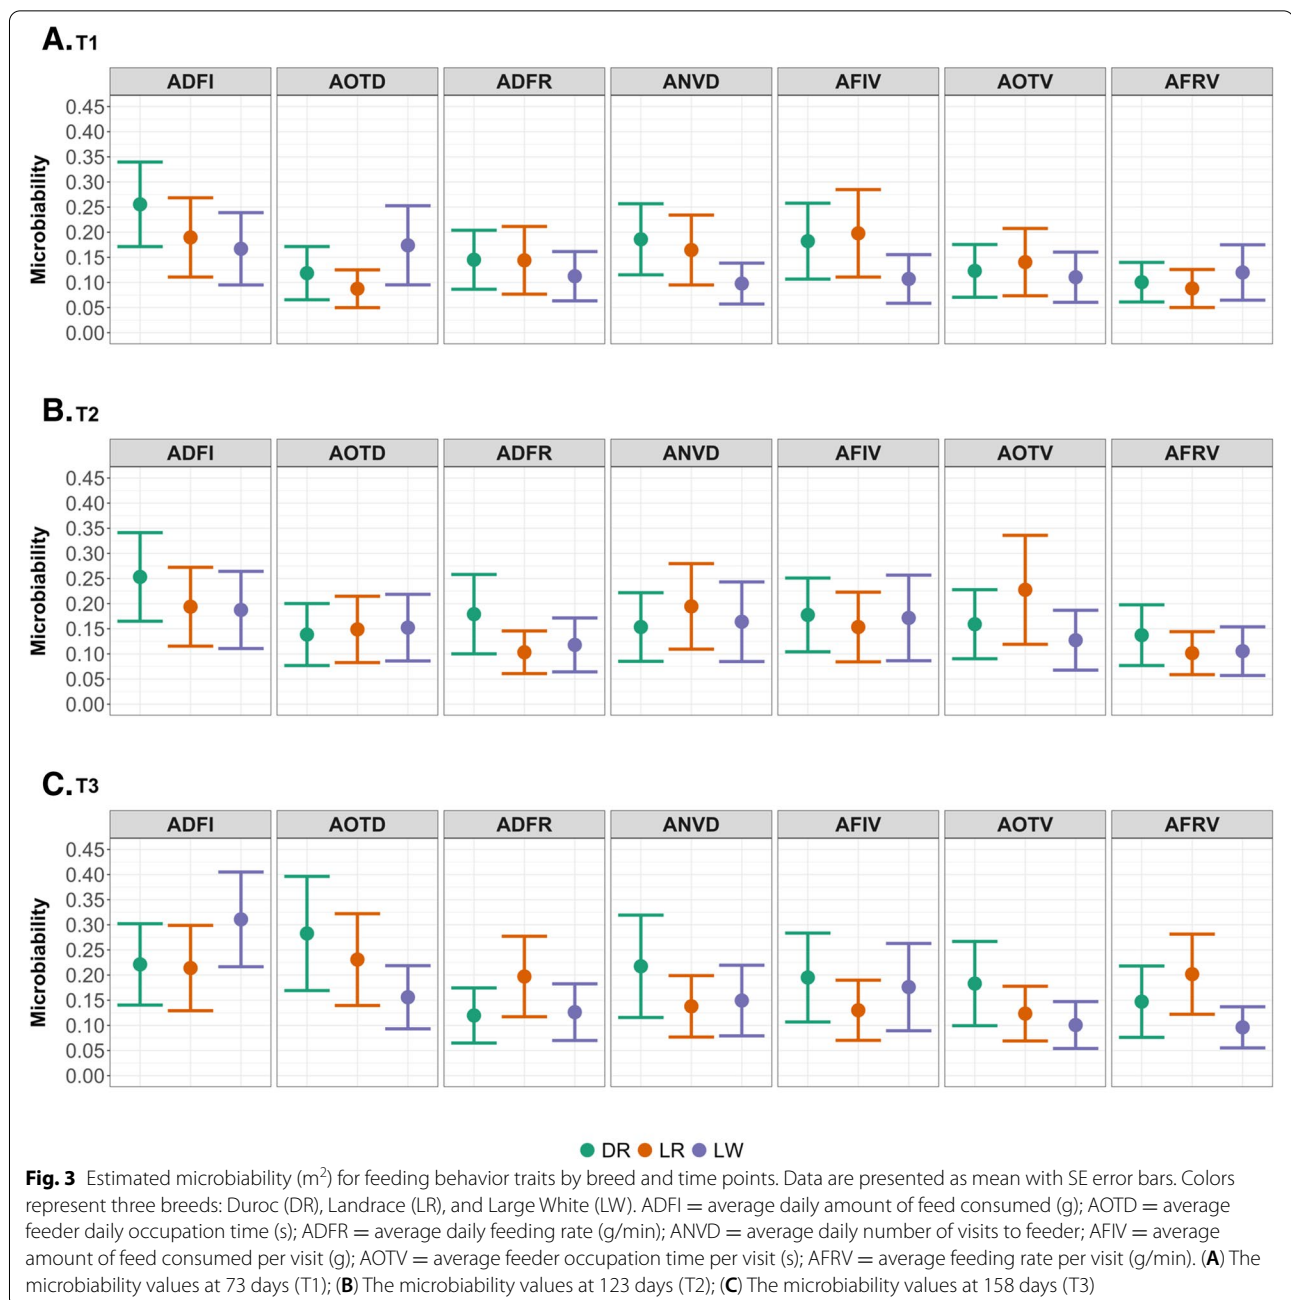 A. T1
ADFI AOTD ADFR ANVD AFIV AOTV AFRV
Microbiability
0.45
0.40
0.35
0.30
0.25
0.20
0.15
0.10
0.05
0.00
B. T2
ADFI AOTD ADFR ANVD AFIV AOTV AFRV
Microbiability
0.45
0.40
0.35
0.30
0.25
0.20
0.15
0.10
0.05
0.00
C. T3
ADFI AOTD ADFR ANVD AFIV AOTV AFRV
Microbiability
0.45
0.40
0.35
0.30
0.25
0.20
0.15
0.10
0.05
0.00
DR LR LW
Fig. 3 Estimated microbiability (m²) for feeding behavior traits by breed and time points. Data are presented as mean with SE error bars. Colors
represent three breeds: Duroc (DR), Landrace (LR), and Large White (LW). ADFI = average daily amount of feed consumed (g); AOTD = average
feeder daily occupation time (s); ADFR = average daily feeding rate (g/min); ANVD = average daily number of visits to feeder; AFIV = average
amount of feed consumed per visit (g); AOTV = average feeder occupation time per visit (s); AFRV = average feeding rate per visit (g/min). (A) The
microbiability values at 73 days (T1); (B) The microbiability values at 123 days (T2); (C) The microbiability values at 158 days (T3)